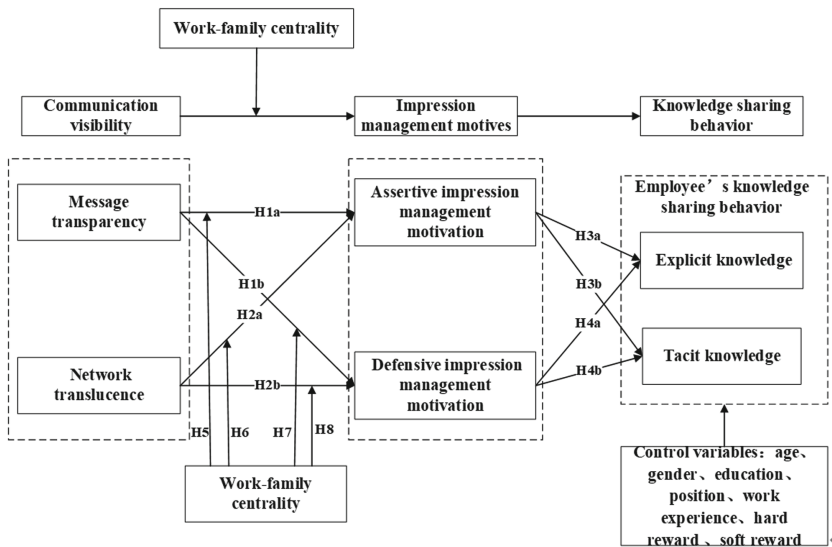 Work-family centrality
Communication
visibility
Impression
management motives
Knowledge sharing
behavior
Message
transparency
Network
translucence
H1a
H1b
H2a
H2b
Assertive impression
management
motivation
Defensive impression
management
motivation
H3a
H3b
H4a
H4b
Employee’s knowledge
sharing behavior
Explicit knowledge
Tacit knowledge
H5
H6
H7
H8
Work-family
centrality
Control variables：age、
gender、education、
position、work
experience、hard
reward 、soft reward